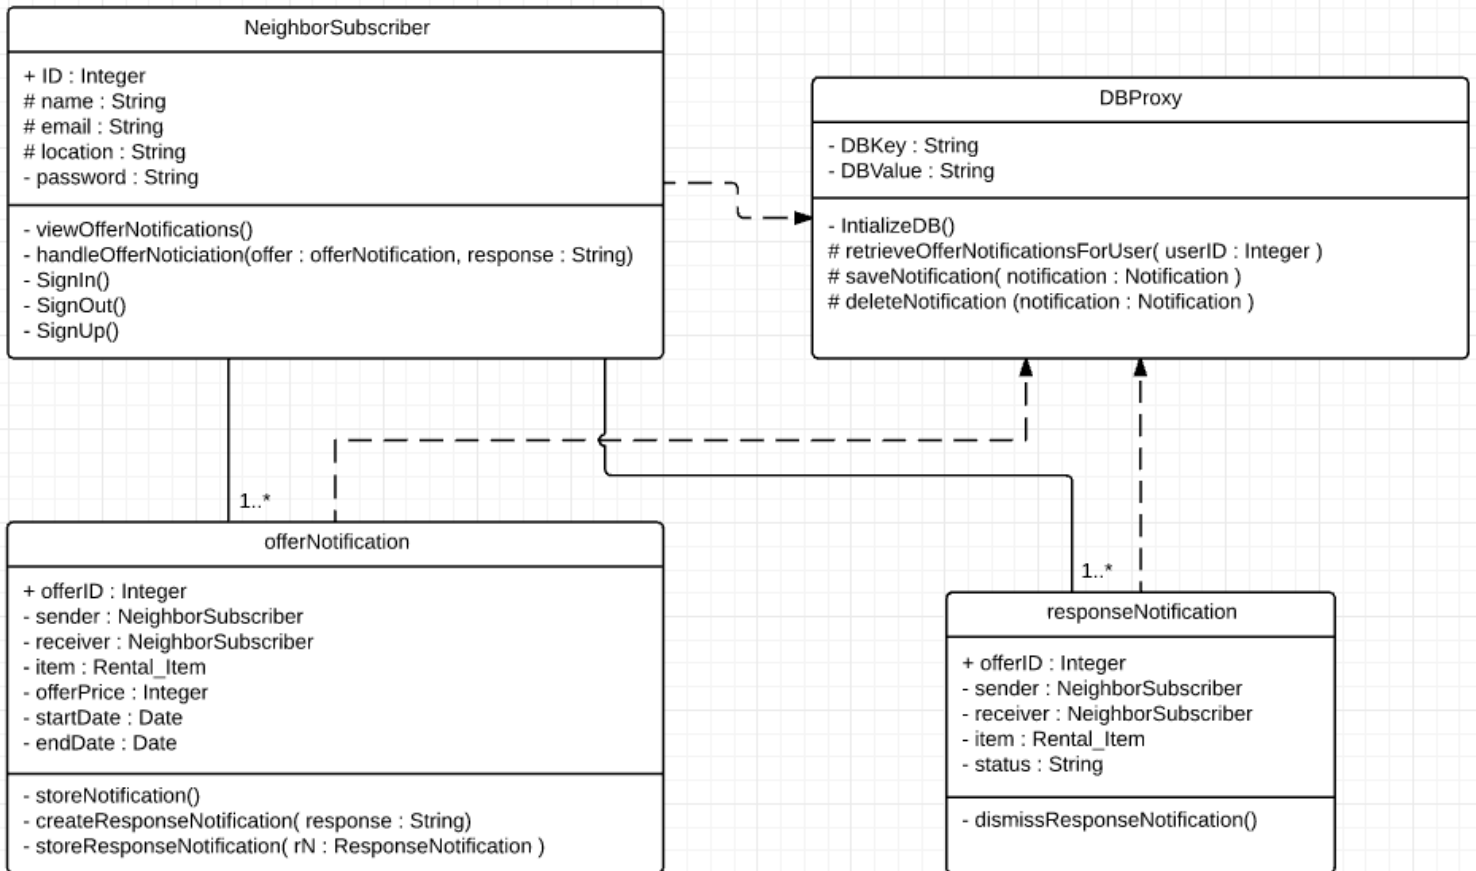 NeighborSubscriber
+ ID : Integer
# name : String
# email : String
# location : String
- password : String
- viewOfferNotifications()
- handleOfferNoticiation(offer : offerNotification, response : String)
- SignIn()
- SignOut()
- SignUp()
DBProxy
- DBKey : String
- DBValue : String
- IntializeDB()
# retrieveOfferNotificationsForUser( userID : Integer )
# saveNotification( notification : Notification )
# deleteNotification (notification : Notification )
1..*
1..*
offerNotification
+ offerID : Integer
- sender : NeighborSubscriber
- receiver : NeighborSubscriber
- item : Rental_Item
- offerPrice : Integer
- startDate : Date
- endDate : Date
- storeNotification()
- createResponseNotification( response : String)
- storeResponseNotification( rN : ResponseNotification )
responseNotification
+ offerID : Integer
- sender : NeighborSubscriber
- receiver : NeighborSubscriber
- item : Rental_Item
- status : String
- dismissResponseNotification()